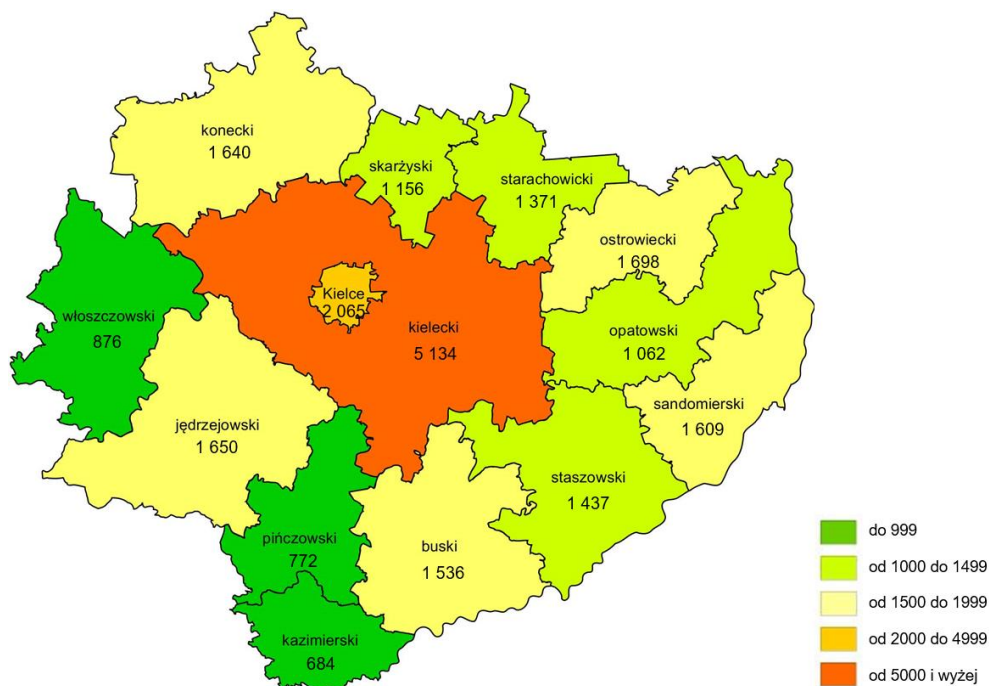 konecki
1 640
skarżyski
1 156
starachowicki
1 371
ostrowiecki
1 698
włoszczowski
876
Kielce
2 065
kielecki
5 134
opatowski
1 062
jędrzejowski
1 650
sandomierski
1 609
staszowski
1 437
pińczowski
772
buski
1 536
kazimierski
684
do 999
od 1000 do 1499
od 1500 do 1999
od 2000 do 4999
od 5000 i wyżej